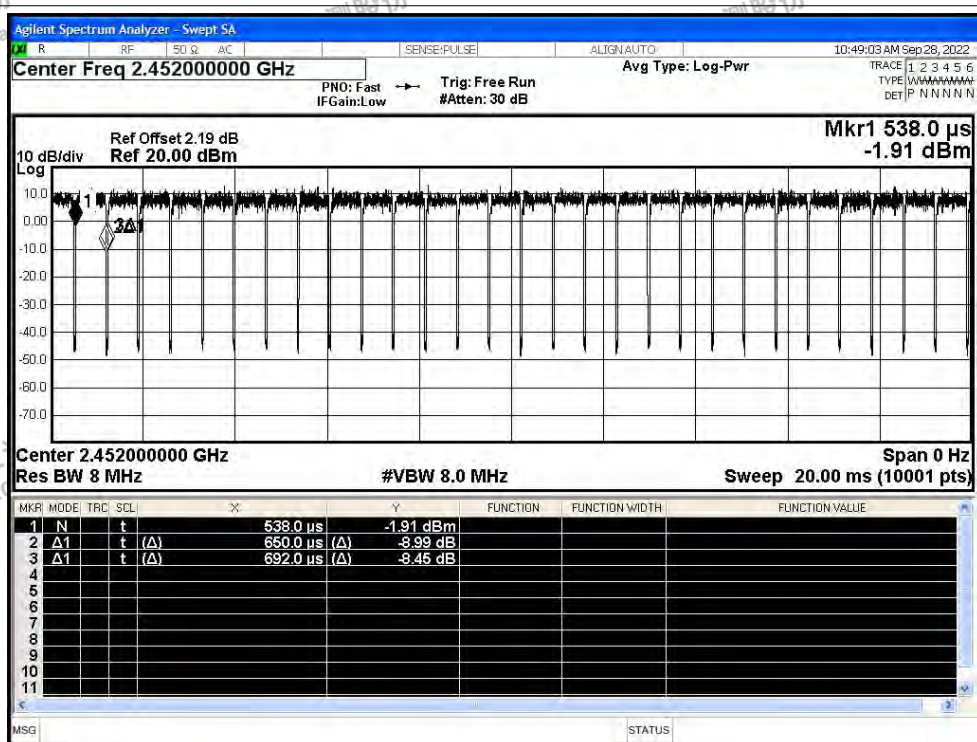 Agilent Spectrum Analyzer - Swept SA
R RF 50 Ω AC SENSE:PULSE ALIGN AUTO 10:49:03 AM Sep 28, 2022
Center Freq 2.452000000 GHz Avg Type: Log-Pwr TRACE 1 2 3 4 5 6
PNO: Fast Trig: Free Run TYPE WWWWWW
IFGain:Low #Atten: 30 dB DET P N N N N N
Ref Offset 2.19 dB Mkr1 538.0 µs
10 dB/div Ref 20.00 dBm -1.91 dBm
Log
10.0
1
0.00
3Δ1
-10.0
-20.0
-30.0
-40.0
-50.0
-60.0
-70.0
Center 2.452000000 GHz Span 0 Hz
Res BW 8 MHz #VBW 8.0 MHz Sweep 20.00 ms (10001 pts)
MKR MODE TRC SCL X Y FUNCTION FUNCTION WIDTH FUNCTION VALUE
1 N t 538.0 µs -1.91 dBm
2 Δ1 t (Δ) 650.0 µs (Δ) -8.99 dB
3 Δ1 t (Δ) 692.0 µs (Δ) -8.45 dB
4
5
6
7
8
9
10
11
MSG STATUS